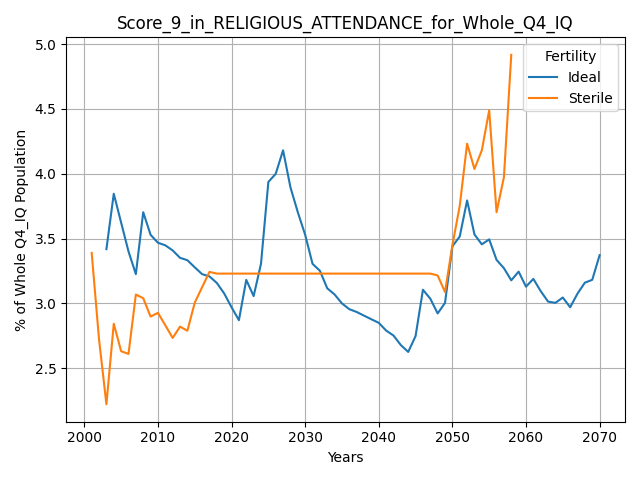 Score_9_in_RELIGIOUS_ATTENDANCE_for_Whole_Q4_IQ
% of Whole Q4_IQ Population
5.0
4.5
4.0
3.5
3.0
2.5
Fertility
Ideal
Sterile
2000 2010 2020 2030 2040 2050 2060 2070
Years